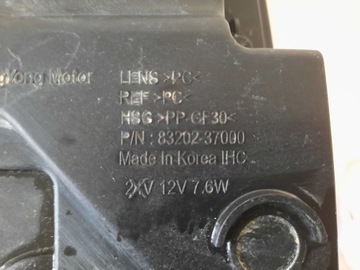 Motor LENS >PC<
REF >PC<
HSG >PP-GF30<
P/N : 83202-37000
Made In Korea IHC
12V 7.6W